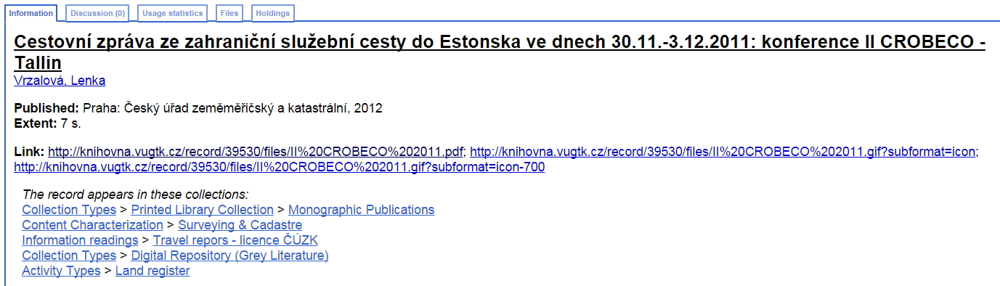 Information Discussion (0) Usage statistics Files Holdings
Cestovní zpráva ze zahraniční služební cesty do Estonska ve dnech 30.11.-3.12.2011: konference II CROBECO -
Tallin
Vrzalová, Lenka
Published: Praha: Český úřad zeměměřičský a katastrální, 2012
Extent: 7 s.
Link: http://knihovna.vugtk.cz/record/39530/files/II%20CROBECO%202011.pdf; http://knihovna.vugtk.cz/record/39530/files/II%20CROBECO%202011.gif?subformat=icon;
http://knihovna.vugtk.cz/record/39530/files/II%20CROBECO%202011.gif?subformat=icon-700
The record appears in these collections:
Collection Types > Printed Library Collection > Monographic Publications
Content Characterization > Surveying & Cadastre
Information readings > Travel repors - licence ČÚZK
Collection Types > Digital Repository (Grey Literature)
Activity Types > Land register